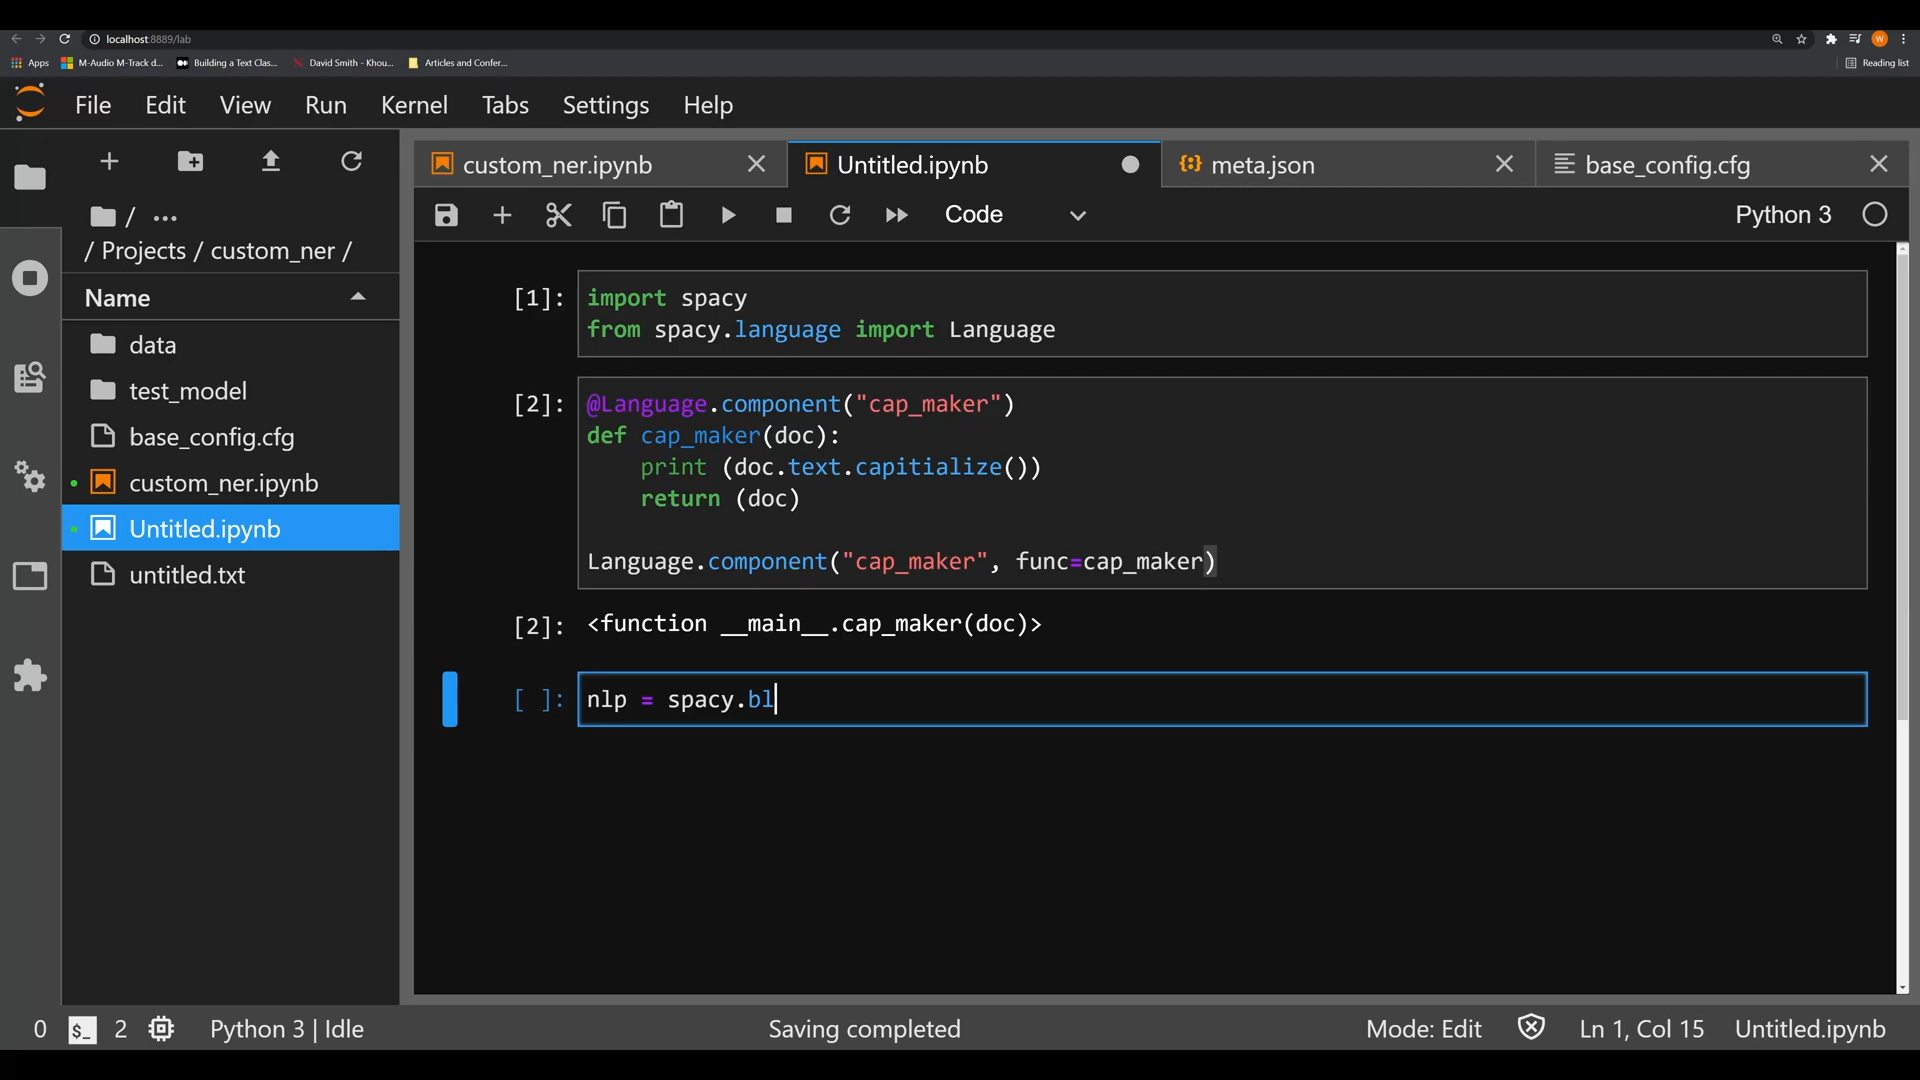 localhost:8889/lab
Apps M-Audio M-Track d... Building a Text Clas... David Smith - Khou... Articles and Confer... Reading list
W
File Edit View Run Kernel Tabs Settings Help
custom_ner.ipynb Untitled.ipynb meta.json base_config.cfg
Code Python 3
/ ...
/ Projects / custom_ner /
Name
data
test_model
base_config.cfg
custom_ner.ipynb
Untitled.ipynb
untitled.txt
[1]: import spacy
from spacy.language import Language
[2]: @Language.component("cap_maker")
def cap_maker(doc):
print (doc.text.capitialize())
return (doc)
Language.component("cap_maker", func=cap_maker)
[2]: <function __main__.cap_maker(doc)>
[ ]: nlp = spacy.bl
0 $_ 2 Python 3 | Idle Saving completed Mode: Edit Ln 1, Col 15 Untitled.ipynb